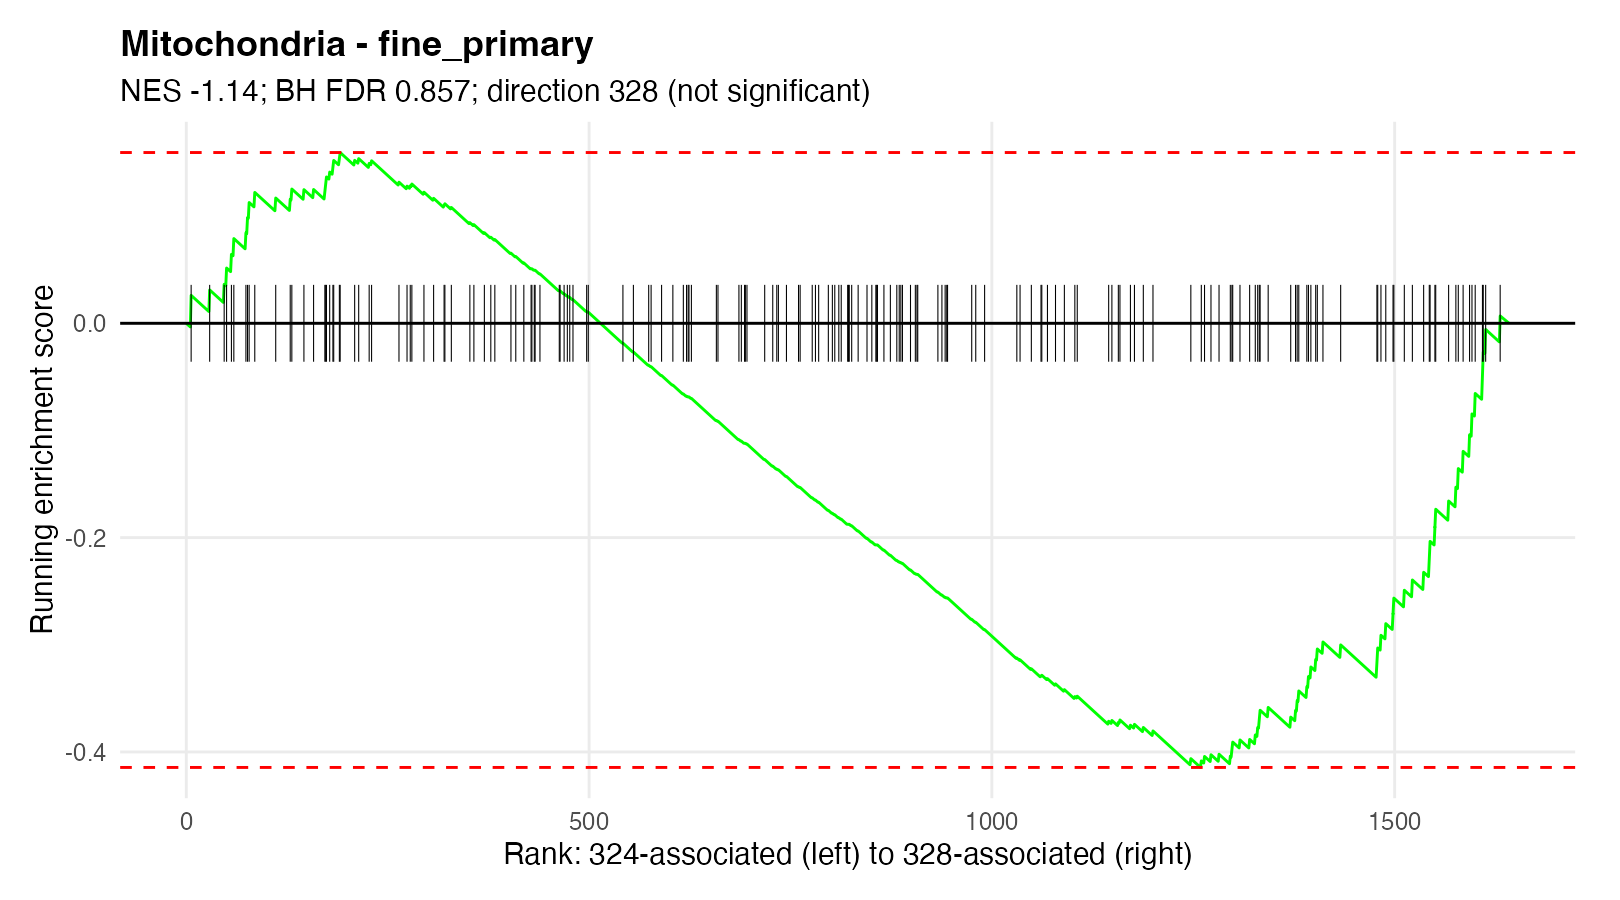 Mitochondria - fine_primary
NES -1.14; BH FDR 0.857; direction 328 (not significant)
Running enrichment score
0.0
-0.2
-0.4
0
500
1000
1500
Rank: 324-associated (left) to 328-associated (right)